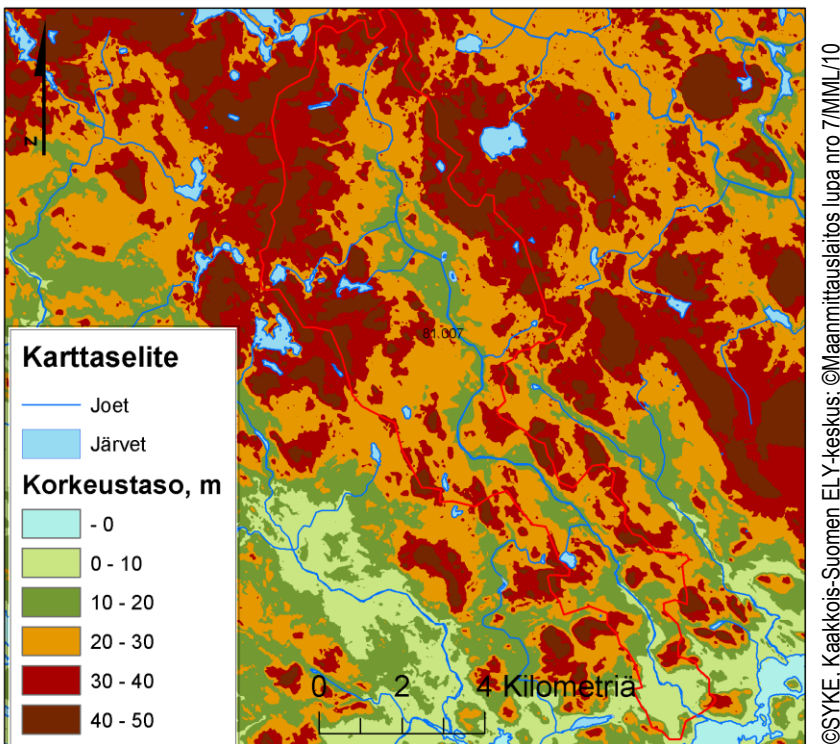 N
81.007
Karttaselite
Joet
Järvet
Korkeustaso, m
- 0
0 - 10
10 - 20
20 - 30
30 - 40
40 - 50
0 2 4 Kilometriä
©SYKE, Kaakkois-Suomen ELY-keskus; ©Maanmittauslaitos lupa nro 7/MML/10